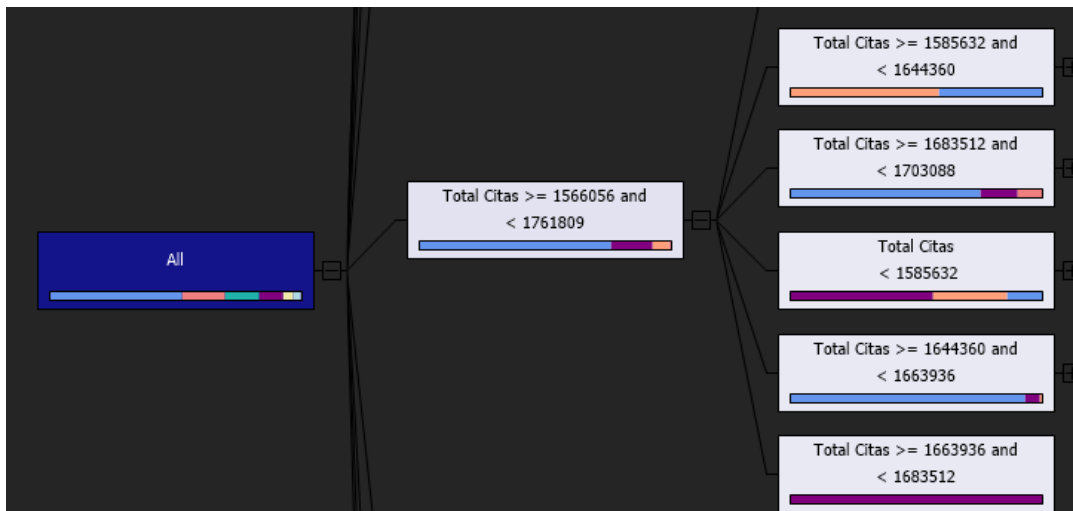 All
Total Citas >= 1566056 and
< 1761809
Total Citas >= 1585632 and
< 1644360
Total Citas >= 1683512 and
< 1703088
Total Citas
< 1585632
Total Citas >= 1644360 and
< 1663936
Total Citas >= 1663936 and
< 1683512